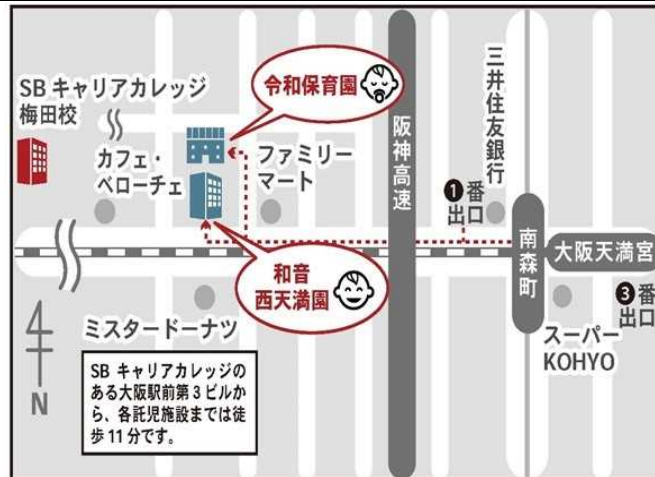 SB キャリアカレッジ
梅田校
カフェ・
ベローチェ
令和保育園
ファミリー
マート
阪神高速
三井住友銀行
❶番
出口
南森町
大阪天満宮
❸番
出口
スーパー
KOHYO
和音
西天満園
ミスタードーナツ
N
SB キャリアカレッジの
ある大阪駅前第3ビルか
ら、各託児施設までは徒
歩11分です。